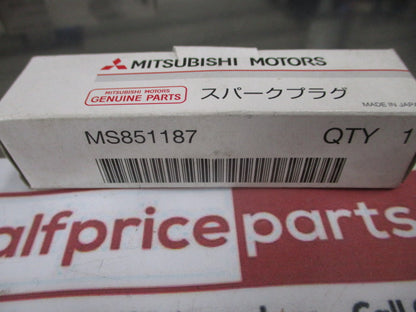 MITSUBISHI MOTORS
MITSUBISHI MOTORS
GENUINE PARTS
スパークプラグ
MADE IN JAPA
MS851187 QTY 1
alfpriceparts